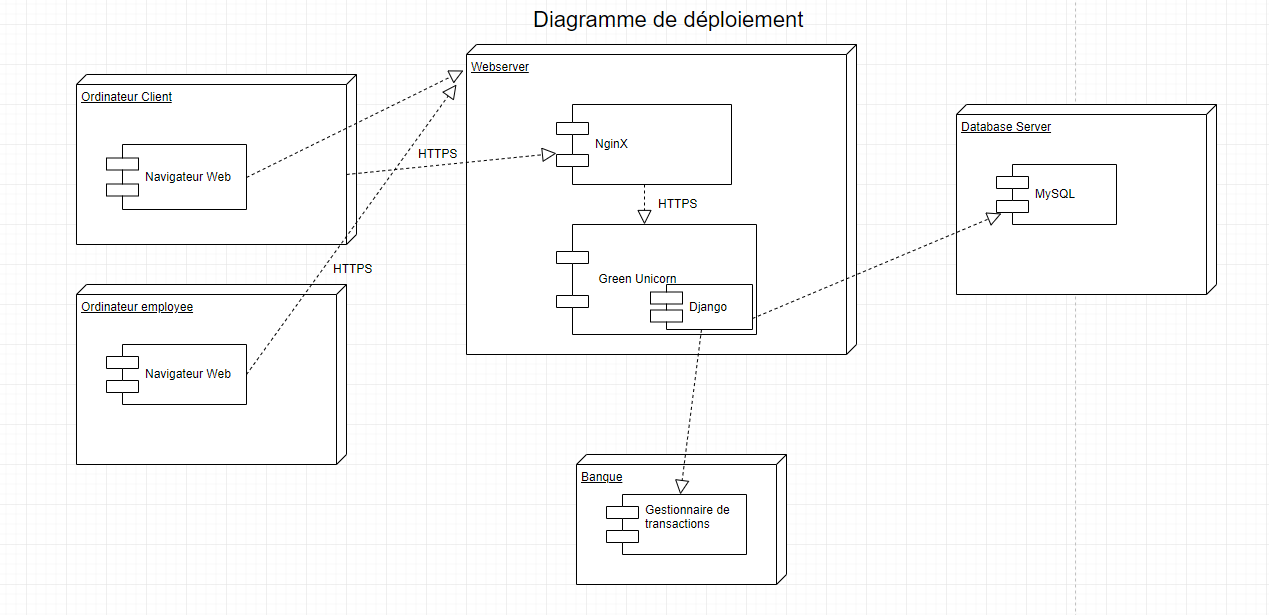 Diagramme de déploiement
Webserver
Ordinateur Client
Navigateur Web
HTTPS
NginX
HTTPS
Database Server
MySQL
Green Unicorn
Django
HTTPS
Ordinateur employee
Navigateur Web
Banque
Gestionnaire de
transactions